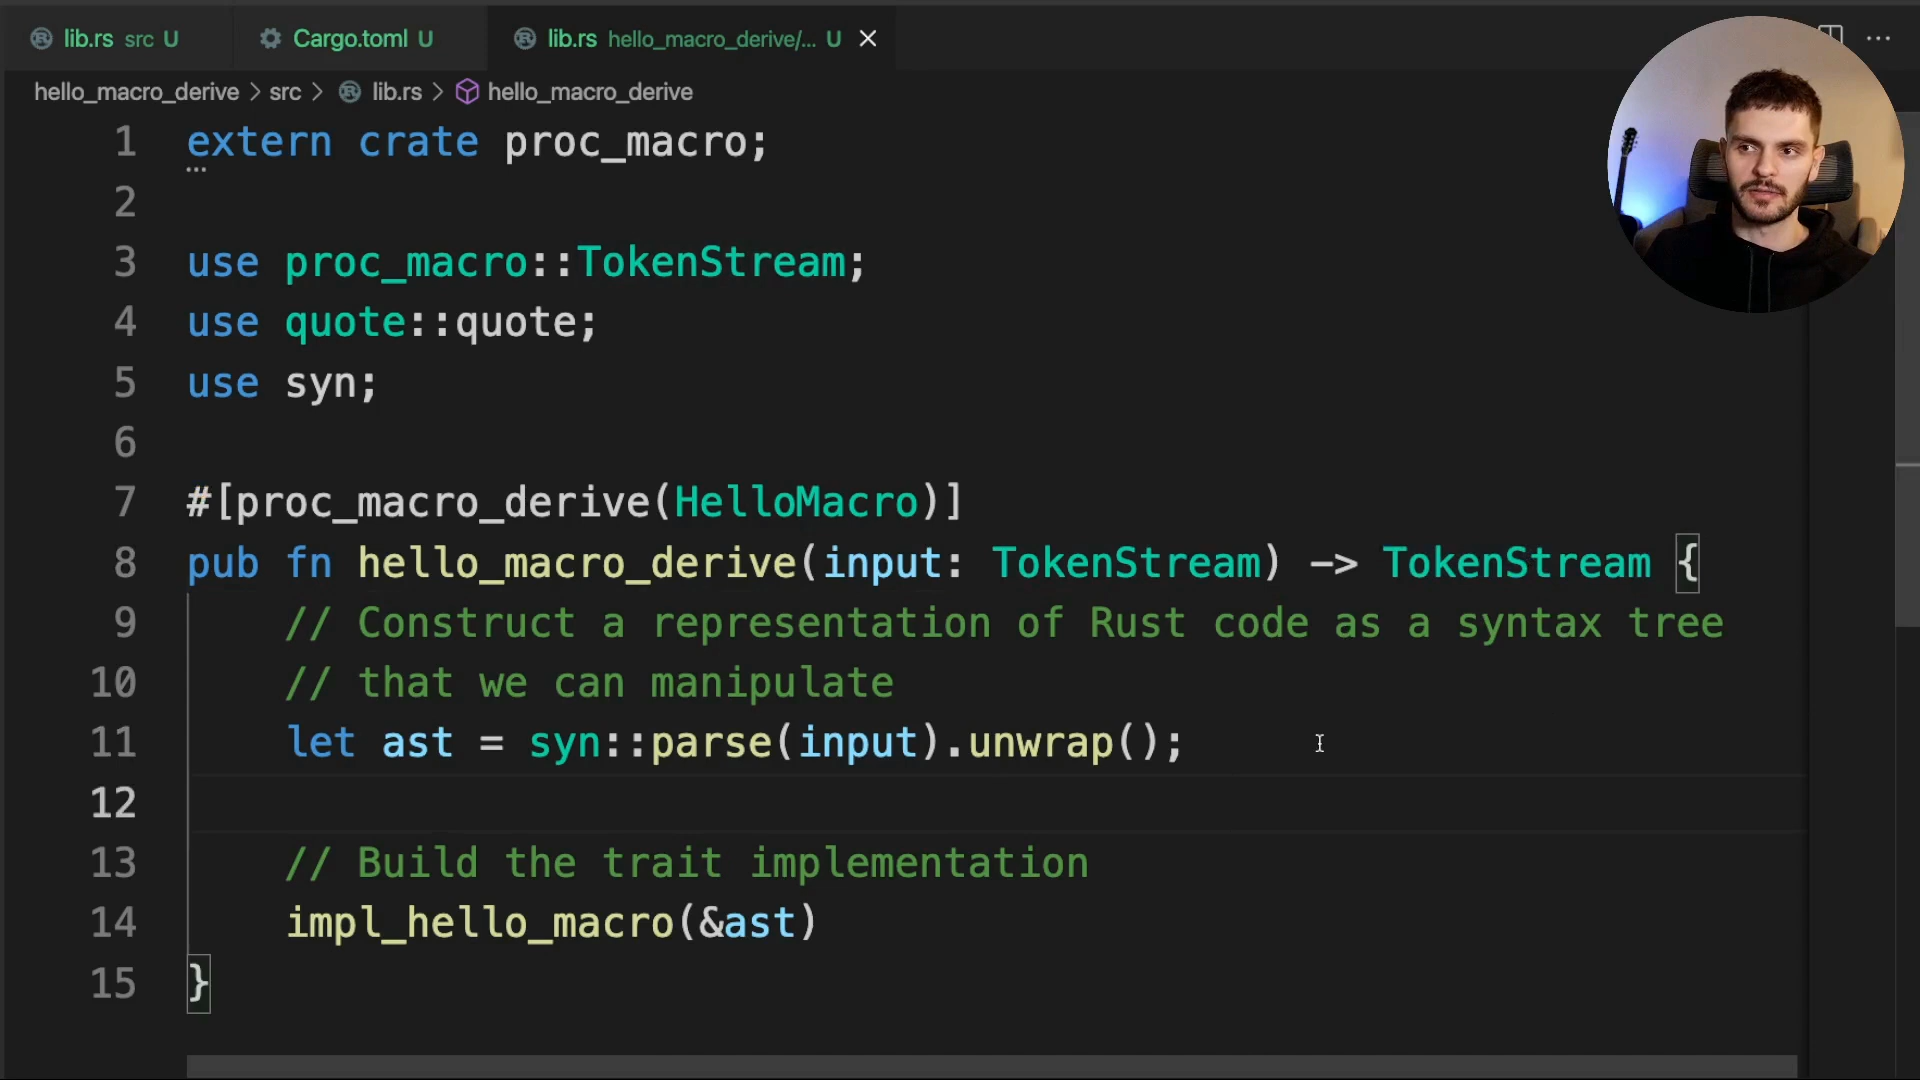 lib.rs src U Cargo.toml U lib.rs hello_macro_derive/... U
hello_macro_derive > src > lib.rs > hello_macro_derive
1 extern crate proc_macro;
2
3 use proc_macro::TokenStream;
4 use quote::quote;
5 use syn;
6
7 #[proc_macro_derive(HelloMacro)]
8 pub fn hello_macro_derive(input: TokenStream) -> TokenStream {
9 // Construct a representation of Rust code as a syntax tree
10 // that we can manipulate
11 let ast = syn::parse(input).unwrap();
12
13 // Build the trait implementation
14 impl_hello_macro(&ast)
15 }